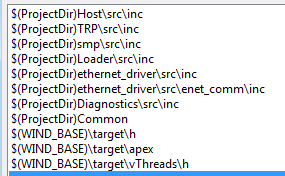 $(ProjectDir)Host\src\inc
$(ProjectDir)TRP\src\inc
$(ProjectDir)smp\src\inc
$(ProjectDir)Loader\src\inc
$(ProjectDir)ethernet_driver\src\inc
$(ProjectDir)ethernet_driver\src\enet_comm\inc
$(ProjectDir)Diagnostics\src\inc
$(ProjectDir)Common
$(WIND_BASE)\target\h
$(WIND_BASE)\target\apex
$(WIND_BASE)\target\vThreads\h